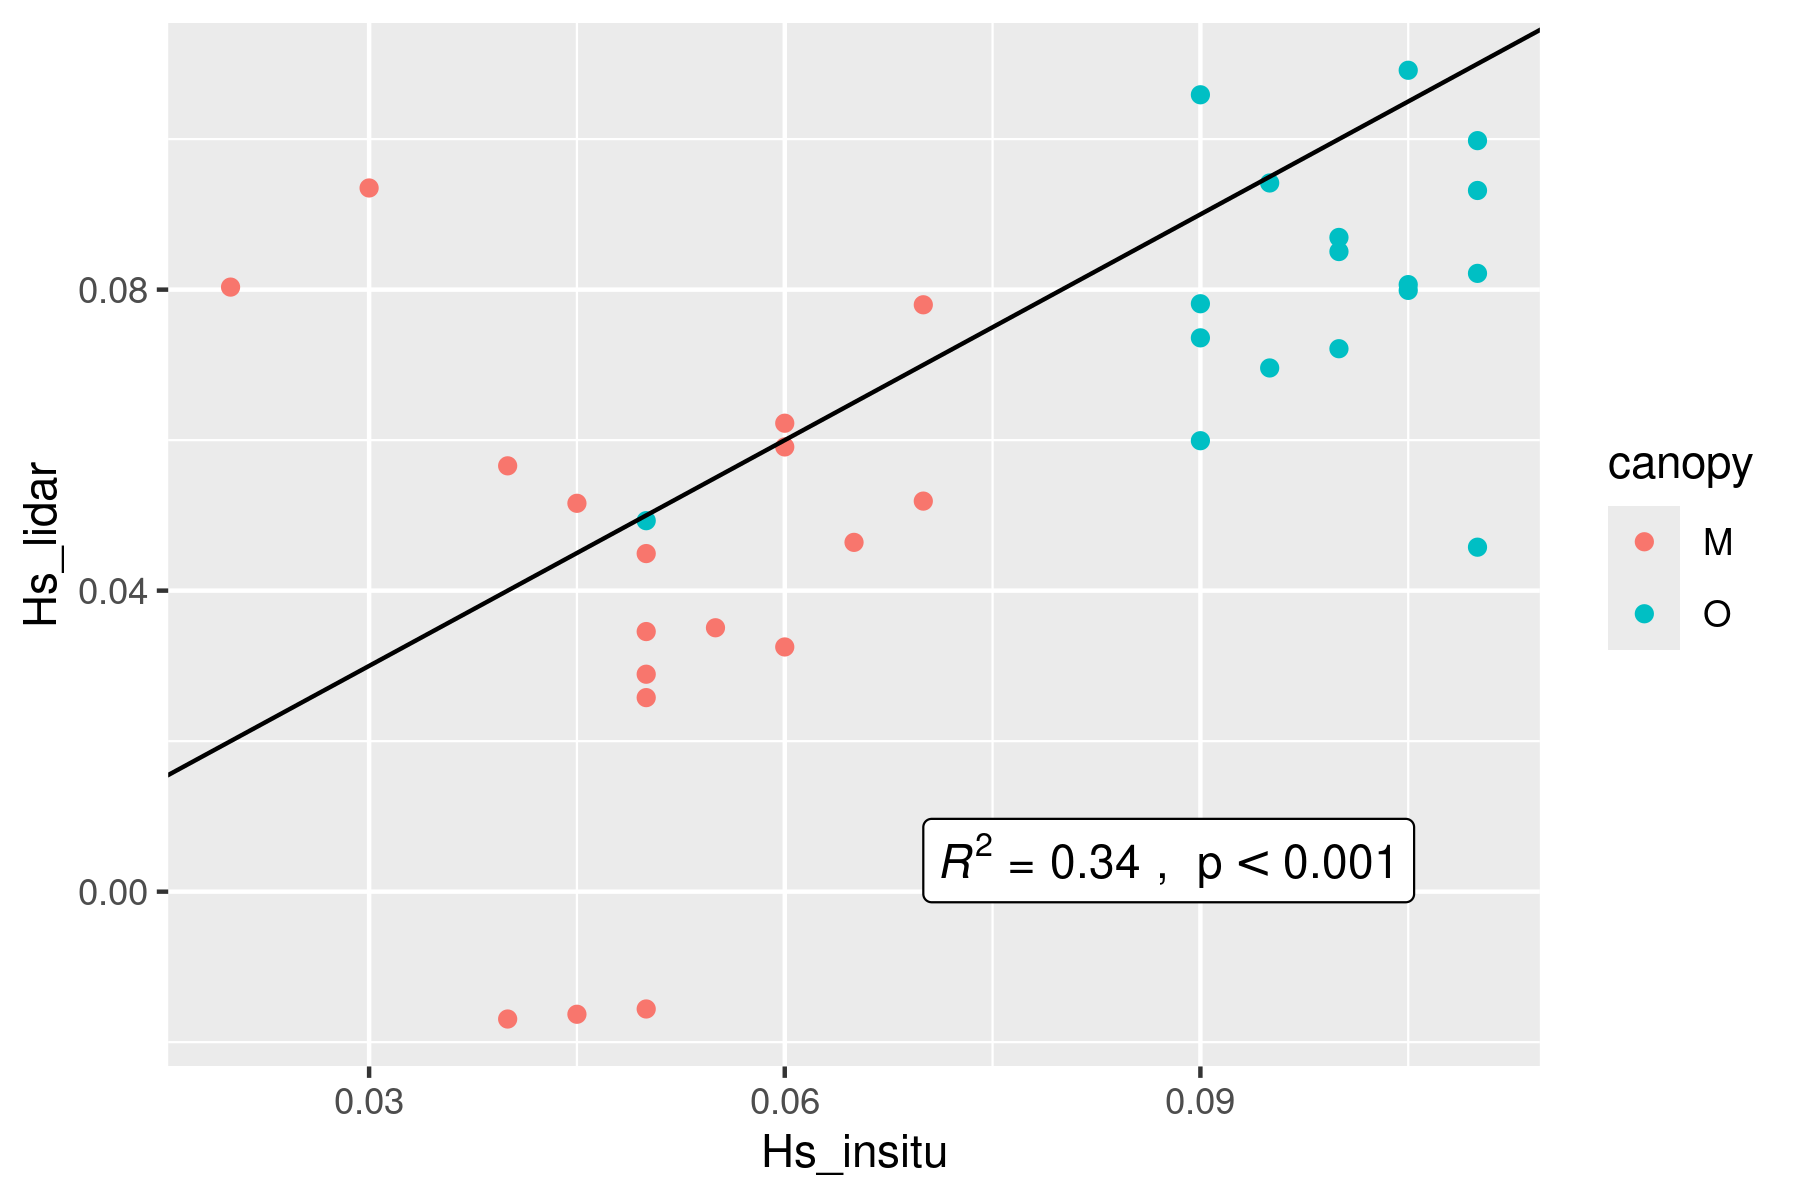 0.08
0.04
0.00
Hs_lidar
R² = 0.34 , p < 0.001
0.03 0.06 0.09
Hs_insitu
canopy
M
O